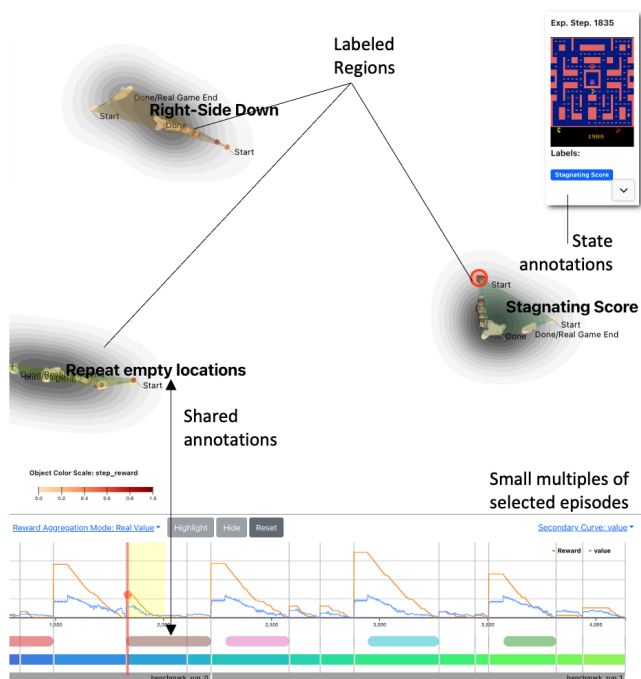 Exp. Step. 1835
1980
Labels:
Stagnating Score
Labeled
Regions
Done/Real Game End
Right-Side Down
Start
Done
Start
State
annotations
Start
Stagnating Score
Start
Done
Done/Real Game End
Repeat empty locations
Start
Shared
annotations
Object Color Scale: step_reward
0.0 0.2 0.4 0.6 0.8 1.0
Small multiples of
selected episodes
Reward Aggregation Mode: Real Value
Highlight
Hide
Reset
Secondary Curve: value
Reward
value
1,000 2,000 2,500 3,000 3,500 4,000
benchmark_run_0
benchmark_run_1